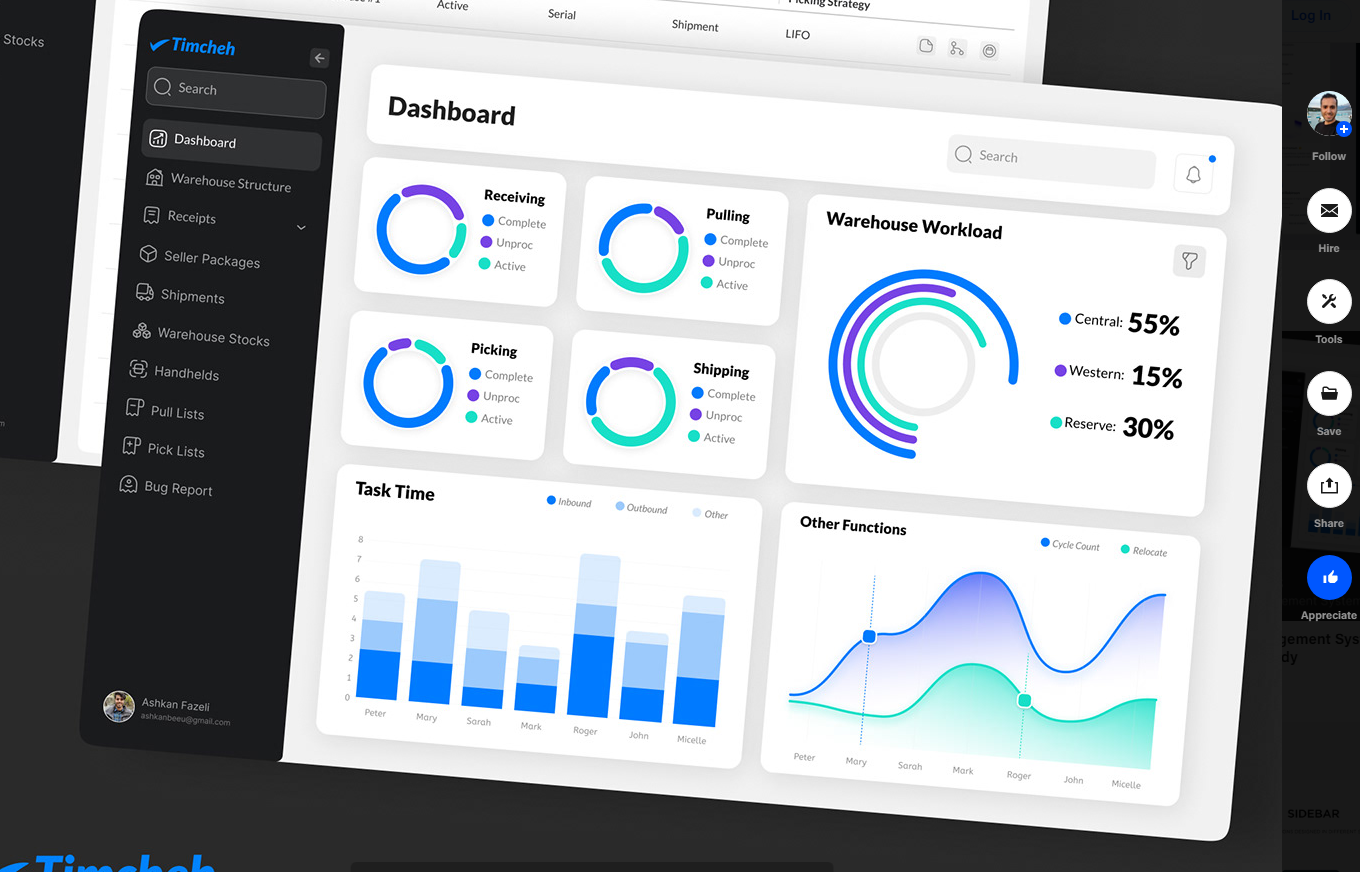 Log In
Stocks
Active
Serial
Shipment
Picking Strategy
LIFO
Timcheh
Search
Dashboard
Warehouse Structure
Receipts
Seller Packages
Shipments
Warehouse Stocks
Handhelds
Pull Lists
Pick Lists
Bug Report
Ashkan Fazeli
ashkanbeeu@gmail.com
Dashboard
Search
Receiving
Complete
Unproc
Active
Pulling
Complete
Unproc
Active
Picking
Complete
Unproc
Active
Shipping
Complete
Unproc
Active
Warehouse Workload
Central: 55%
Western: 15%
Reserve: 30%
Task Time
Inbound Outbound Other
8
7
6
5
4
3
2
1
0
Peter Mary Sarah Mark Roger John Micelle
Other Functions
Cycle Count Relocate
Peter Mary Sarah Mark Roger John Micelle
Timcheh
Follow
Hire
Tools
Save
Share
Appreciate
SIDEBAR